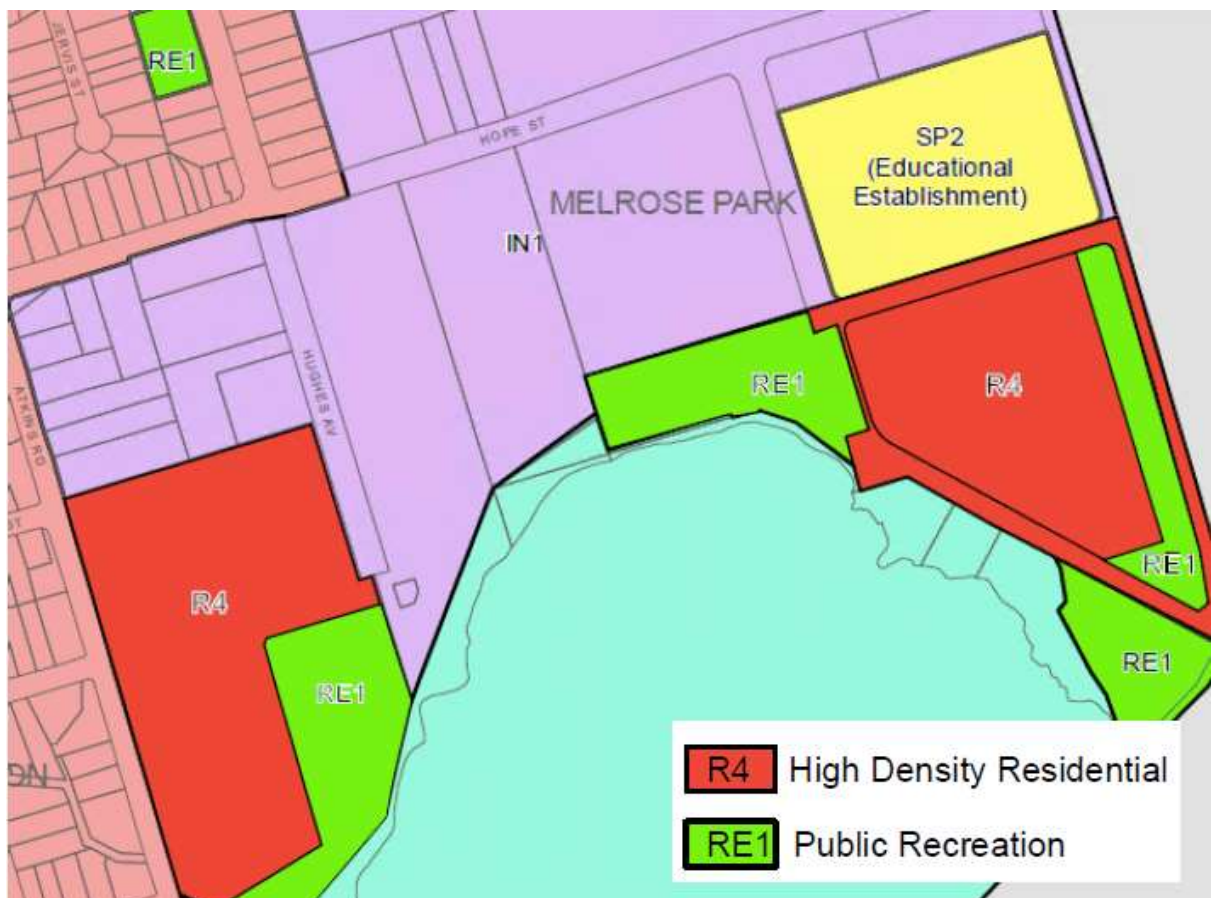 JERVIS ST
RE1
HOPE ST
SP2
(Educational
Establishment)
MELROSE PARK
IN1
HUGHES AV
ATKINS RD
RE1
R4
ST
R4
RE1
RE1
RE1
R4 High Density Residential
RE1 Public Recreation